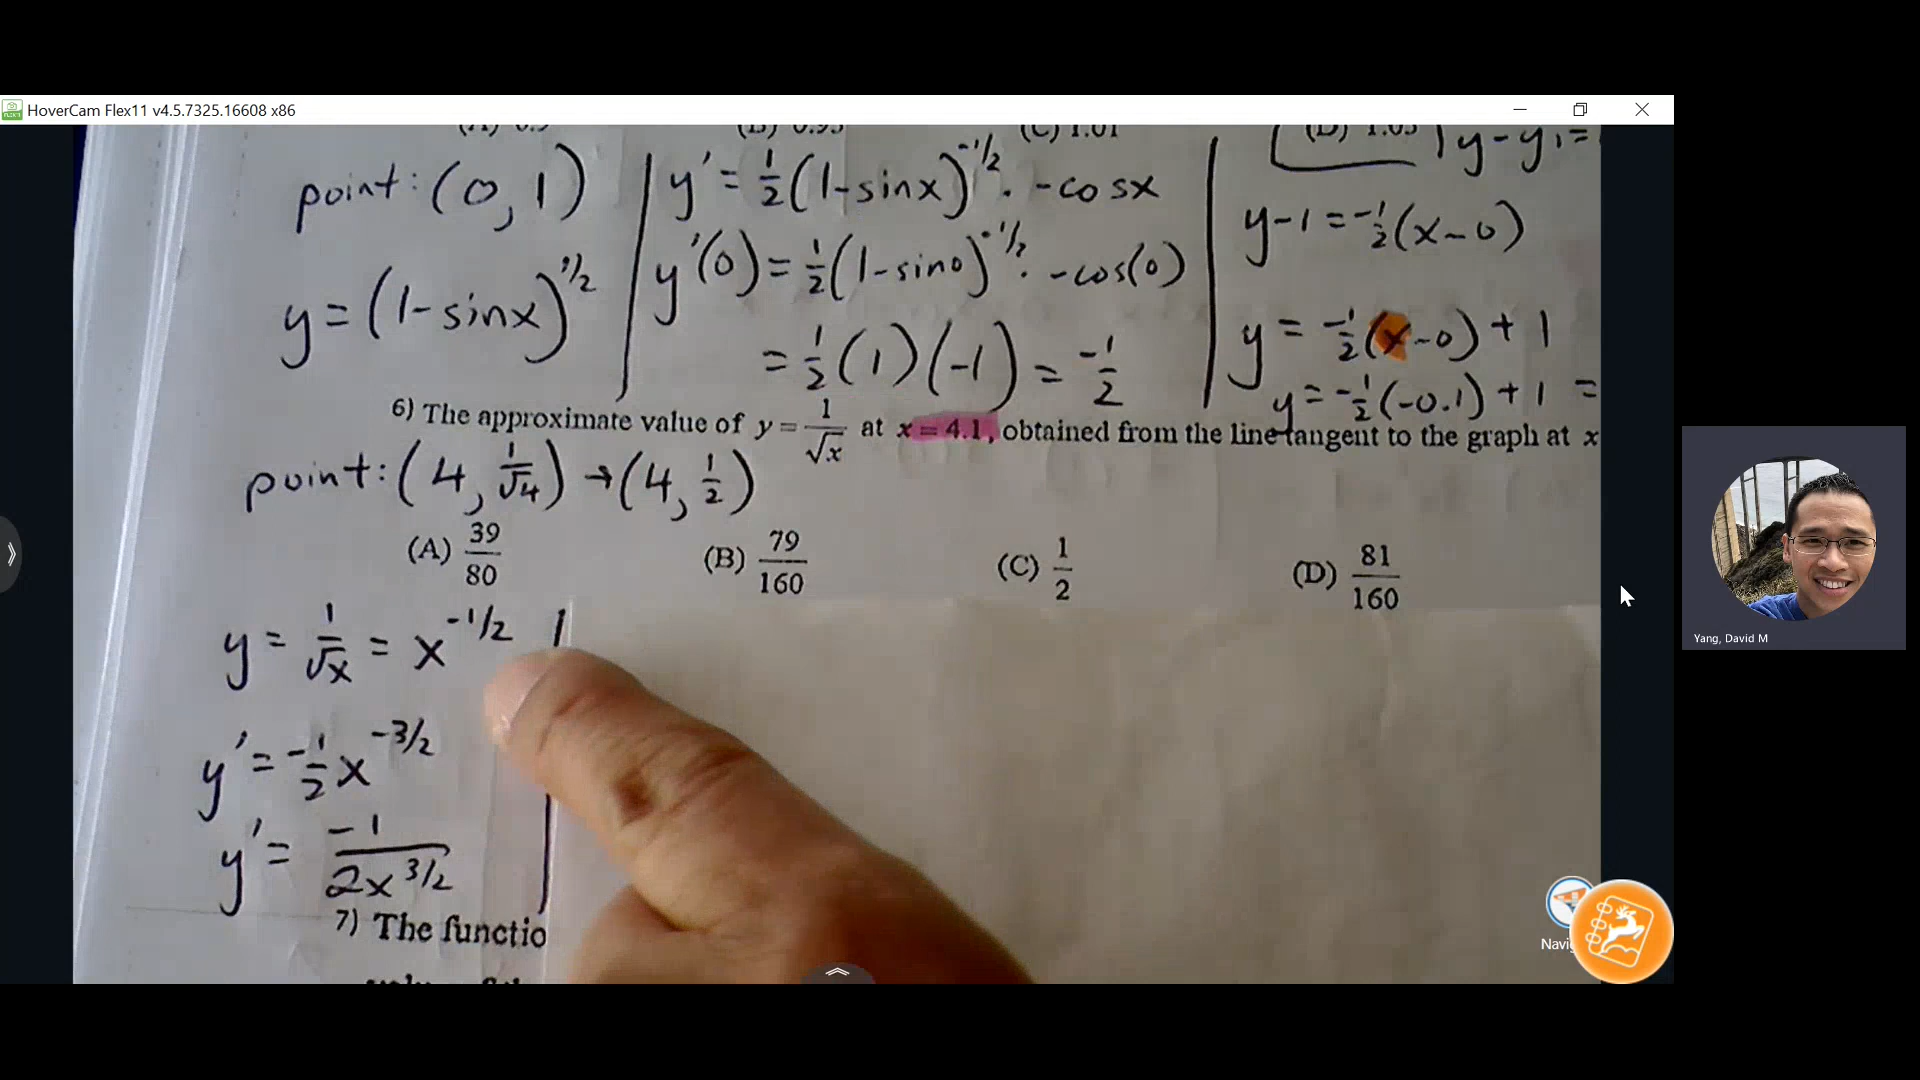 HoverCam Flex11 v4.5.7325.16608 x86
(C) 1.01
(D) 1.05
point: (0, 1)
y' = 1/2 (1-sinx)^-1/2 · -cosx
y - y1 =
y'(0) = 1/2 (1-sin0)^-1/2 · -cos(0)
y-1 = -1/2 (x-0)
y = (1-sinx)^1/2
= 1/2 (1)(-1) = -1/2
y = -1/2 (x-0) + 1
y = -1/2 (-0.1) + 1 =
6) The approximate value of y = 1/√x at x = 4.1, obtained from the line tangent to the graph at x
point: (4, 1/√4) → (4, 1/2)
(A) 39/80 (B) 79/160 (C) 1/2 (D) 81/160
y = 1/√x = x^-1/2
y' = -1/2 x^-3/2
y' = -1/2x^3/2
7) The functio
Navi
Yang, David M